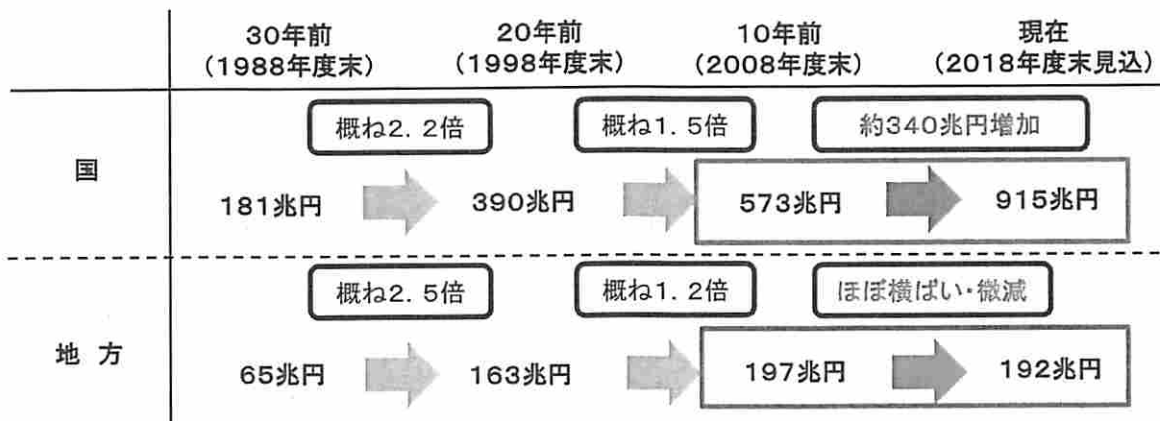 30年前 20年前 10年前 現在
(1988年度末) (1998年度末) (2008年度末) (2018年度末見込)
概ね2.2倍 概ね1.5倍 約340兆円増加
国
181兆円 390兆円 573兆円 915兆円
概ね2.5倍 概ね1.2倍 ほぼ横ばい・微減
地 方
65兆円 163兆円 197兆円 192兆円